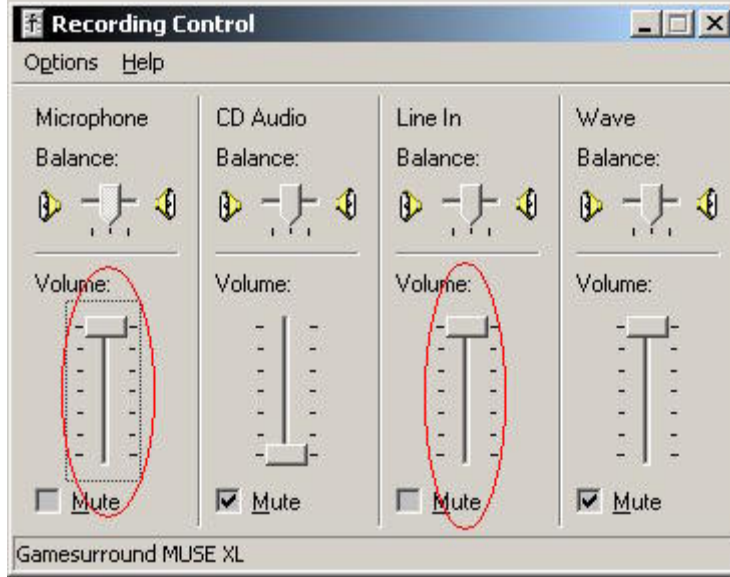 Recording Control
Options Help
Microphone CD Audio Line In Wave
Balance: Balance: Balance: Balance:
Volume: Volume: Volume: Volume:
Mute Mute Mute Mute
Gamesurround MUSE XL